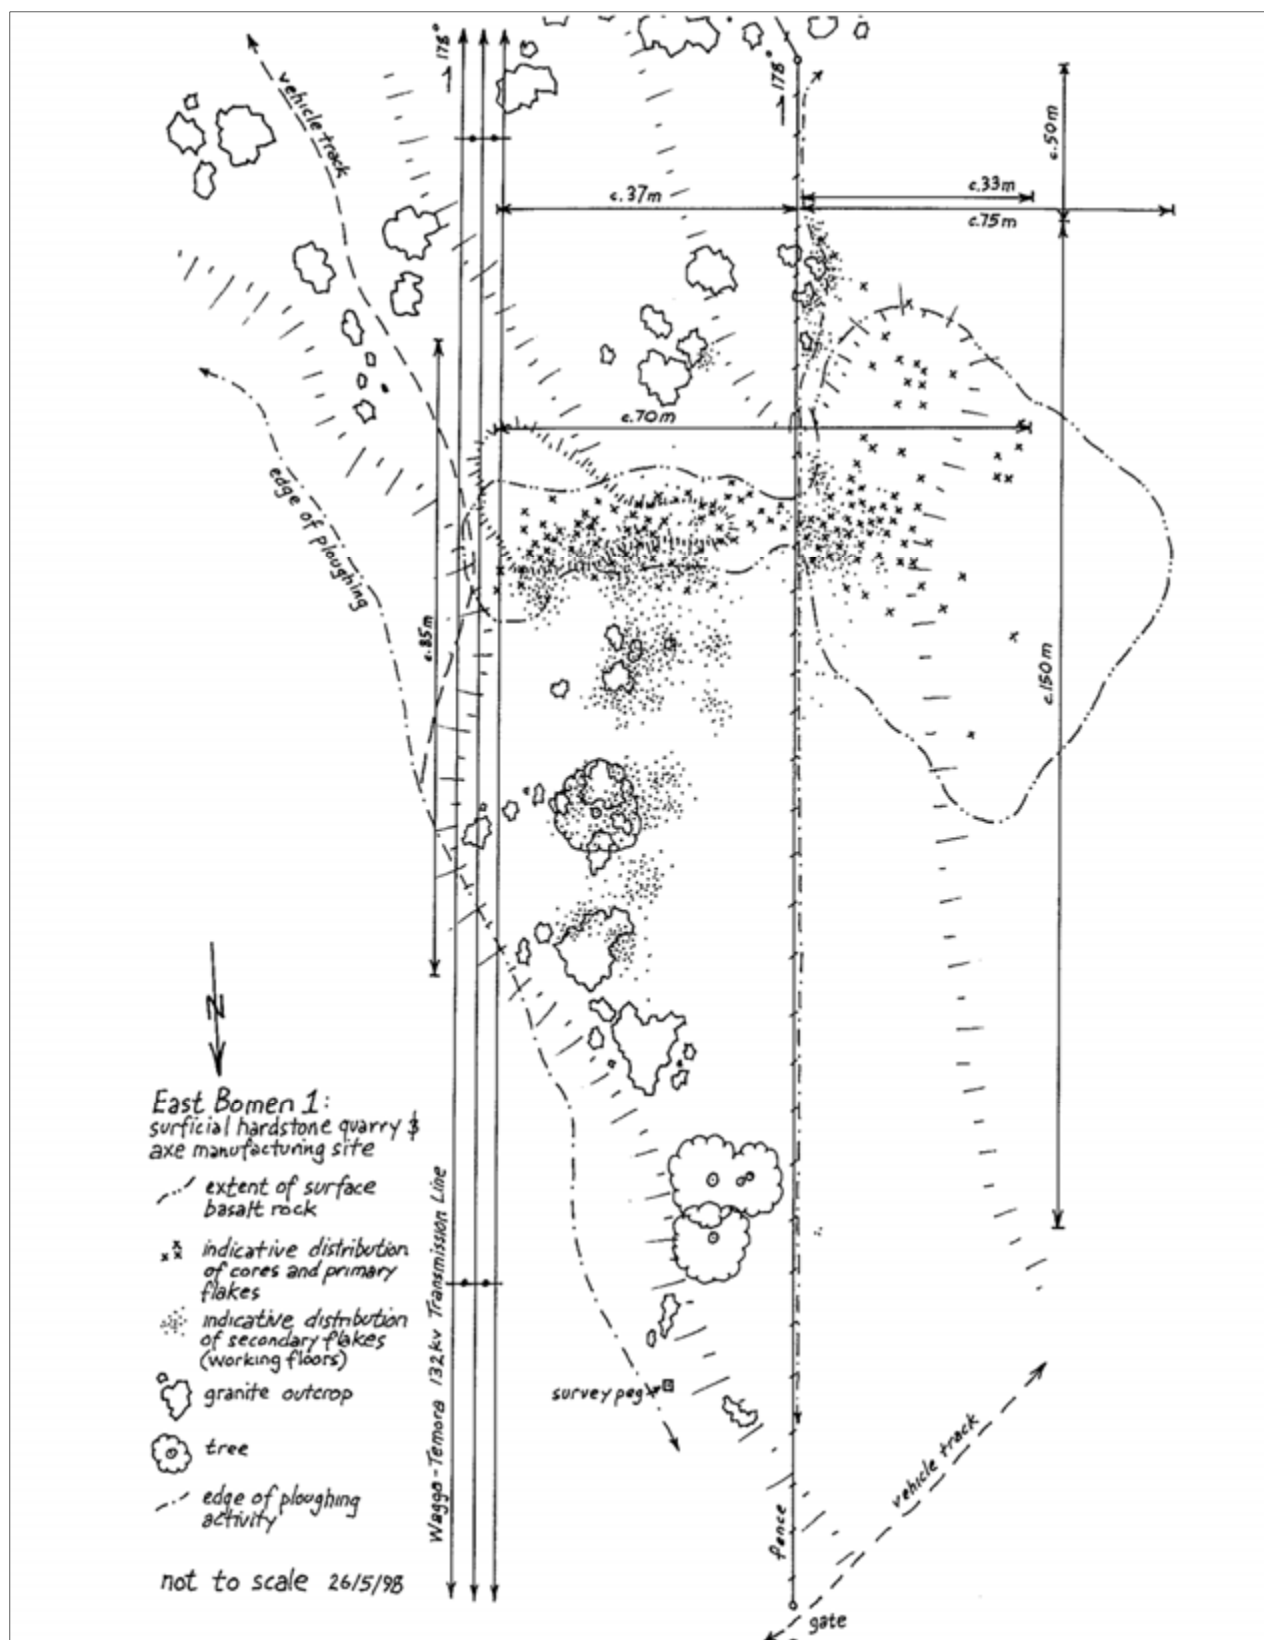 vehicle track
178°
178°
c.50m
c.33m
c.37m
c.75m
c.70m
edge of ploughing
c.85m
c.150m
N
East Bomen 1:
surficial hardstone quarry &
axe manufacturing site
extent of surface
basalt rock
indicative distribution
of cores and primary
flakes
indicative distribution
of secondary flakes
(working floors)
granite outcrop
tree
edge of ploughing
activity
not to scale 26/5/98
Wagga-Temora 132kv Transmission Line
survey peg
vehicle track
fence
gate